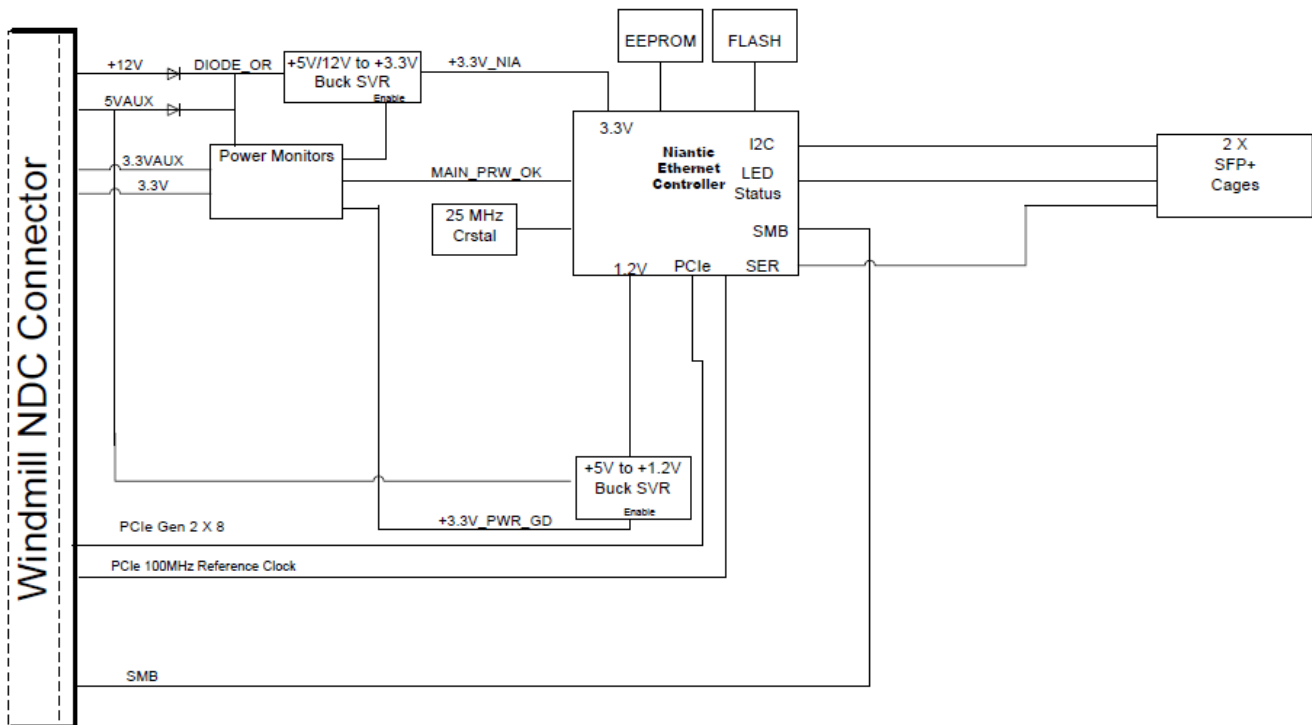 Windmill NDC Connector
+12V
DIODE_OR
+5V/12V to +3.3V
Buck SVR
Enable
+3.3V_NIA
EEPROM
FLASH
5VAUX
3.3VAUX
3.3V
Power Monitors
MAIN_PRW_OK
25 MHz
Crstal
3.3V
I2C
Niantic
Ethernet
Controller
LED
Status
SMB
1.2V
PCIe
SER
2 X
SFP+
Cages
+5V to +1.2V
Buck SVR
Enable
+3.3V_PWR_GD
PCIe Gen 2 X 8
PCIe 100MHz Reference Clock
SMB